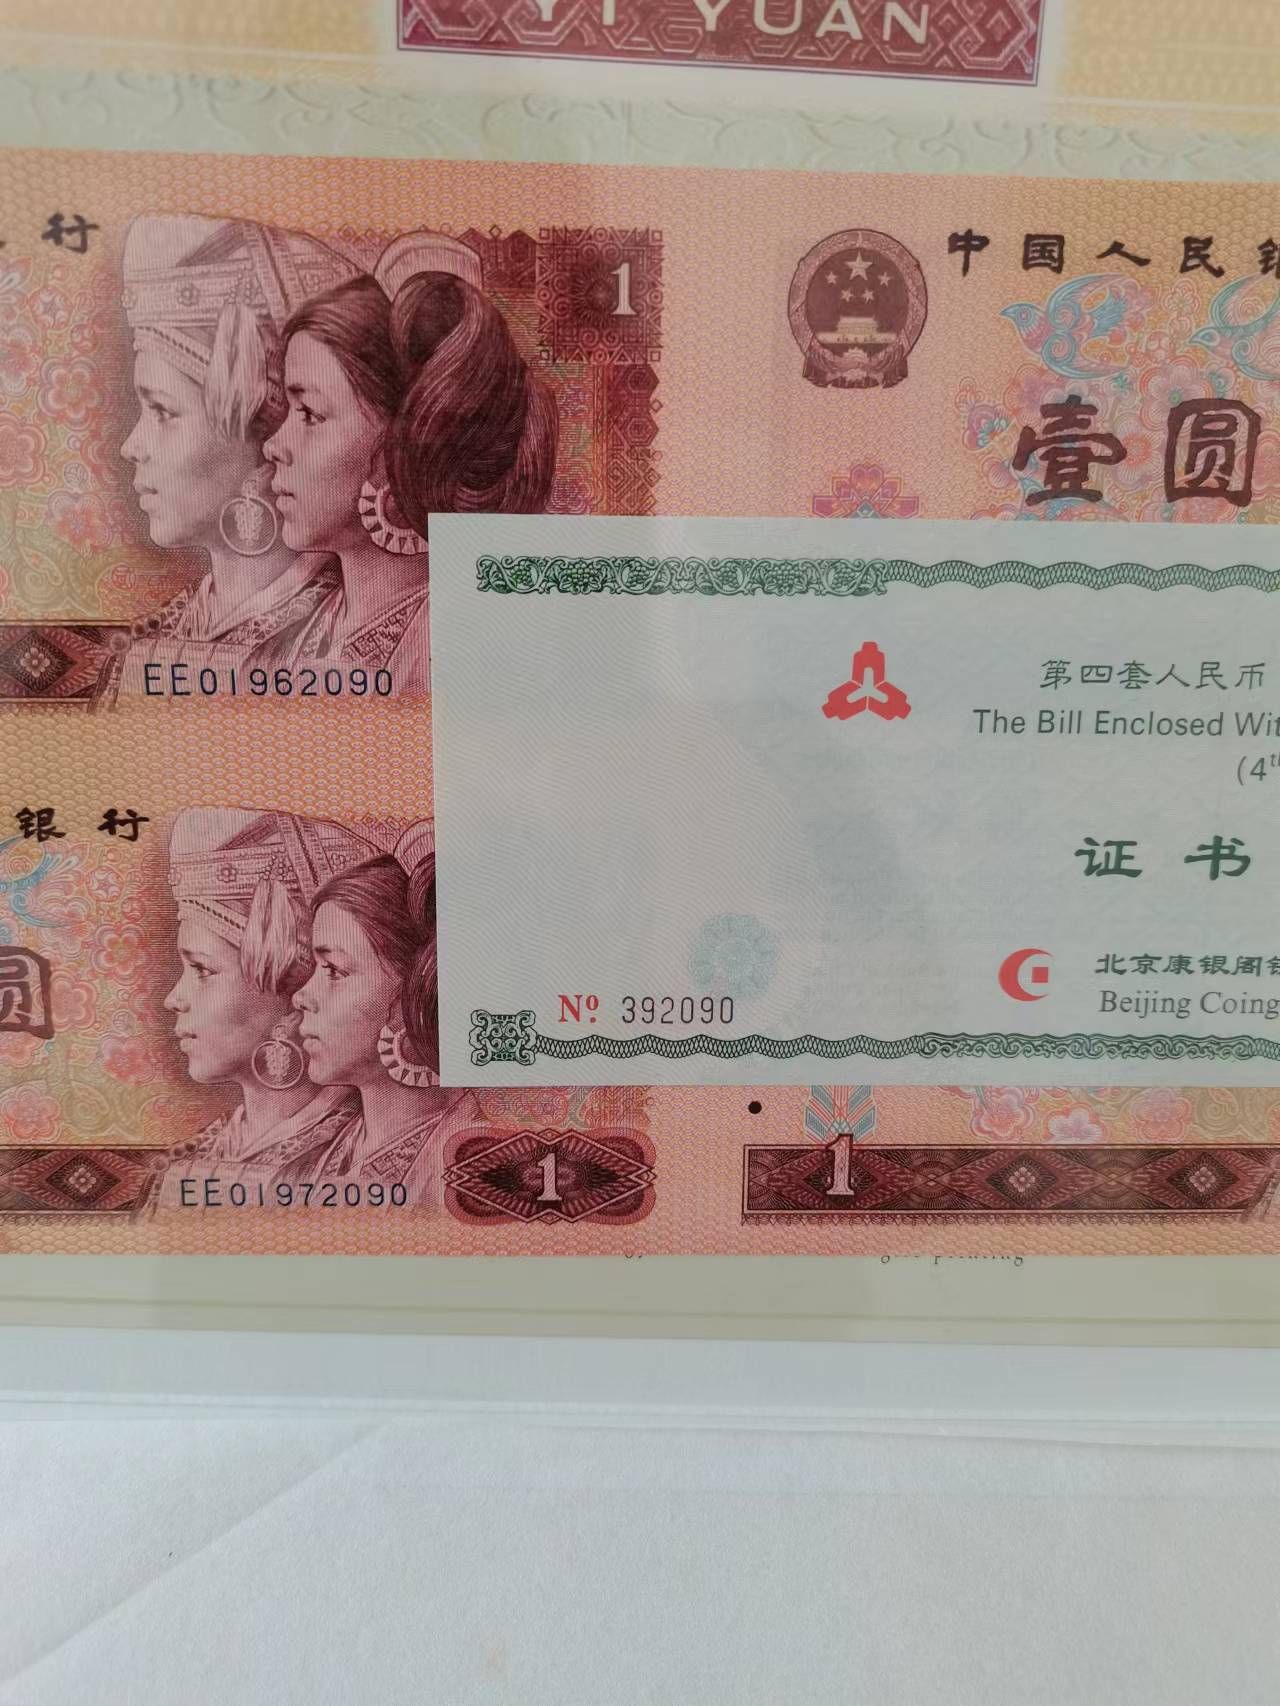 YI YUAN
行
1
中国人民
壹圆
EE01962090
第四套人民币
The Bill Enclosed
(4th
证书
银行
圆
北京康银阁
Beijing Coing
Nº 392090
EE01972090
1
1
printing